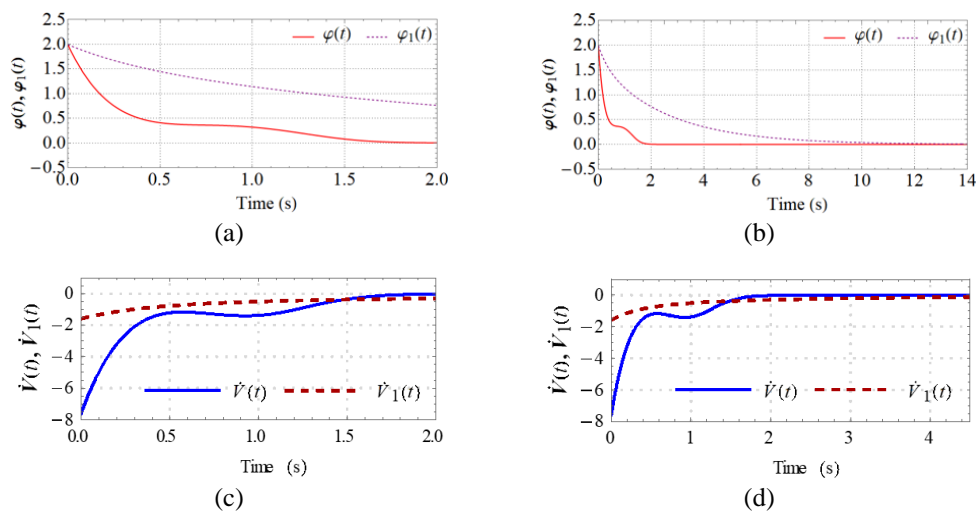 2.5
2.0
1.5
1.0
0.5
0.0
−0.5
φ(t), φ₁(t)
φ(t) φ₁(t)
0.0 0.5 1.0 1.5 2.0
Time (s)
(a)
2.5
2.0
1.5
1.0
0.5
0.0
−0.5
φ(t), φ₁(t)
φ(t) φ₁(t)
0 2 4 6 8 10 12 14
Time (s)
(b)
0
−2
−4
−6
−8
V̇(t), V̇₁(t)
V̇(t) V̇₁(t)
0.0 0.5 1.0 1.5 2.0
Time (s)
(c)
0
−2
−4
−6
−8
V̇(t), V̇₁(t)
V̇(t) V̇₁(t)
0 1 2 3 4
Time (s)
(d)